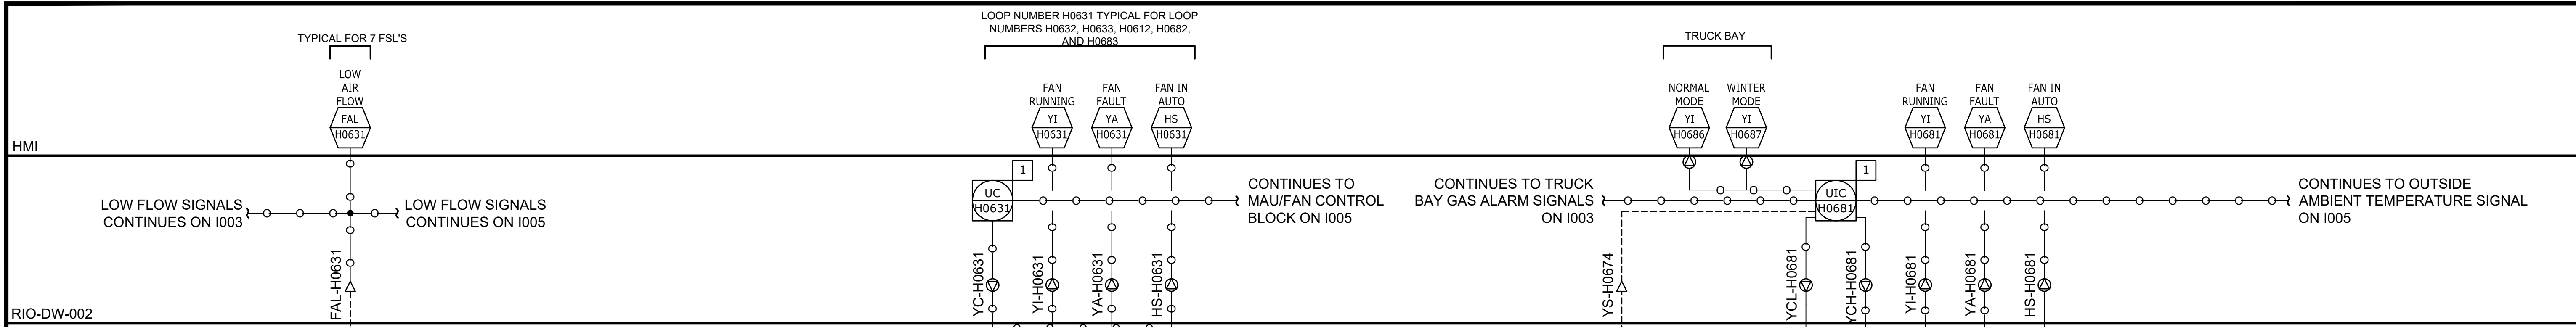 LOOP NUMBER H0631 TYPICAL FOR LOOP
NUMBERS H0632, H0633, H0612, H0682,
AND H0683
TYPICAL FOR 7 FSL'S
TRUCK BAY
LOW
AIR
FLOW
FAL
H0631
FAN
RUNNING
YI
H0631
FAN
FAULT
YA
H0631
FAN IN
AUTO
HS
H0631
NORMAL
MODE
YI
H0686
WINTER
MODE
YI
H0687
FAN
RUNNING
YI
H0681
FAN
FAULT
YA
H0681
FAN IN
AUTO
HS
H0681
HMI
LOW FLOW SIGNALS
CONTINUES ON I003
LOW FLOW SIGNALS
CONTINUES ON I005
1
UC
H0631
CONTINUES TO
MAU/FAN CONTROL
BLOCK ON I005
CONTINUES TO TRUCK
BAY GAS ALARM SIGNALS
ON I003
1
UIC
H0681
CONTINUES TO OUTSIDE
AMBIENT TEMPERATURE SIGNAL
ON I005
FAL-H0631
YC-H0631
YI-H0631
YA-H0631
HS-H0631
YS-H0674
YCL-H0681
YCH-H0681
YI-H0681
YA-H0681
HS-H0681
RIO-DW-002